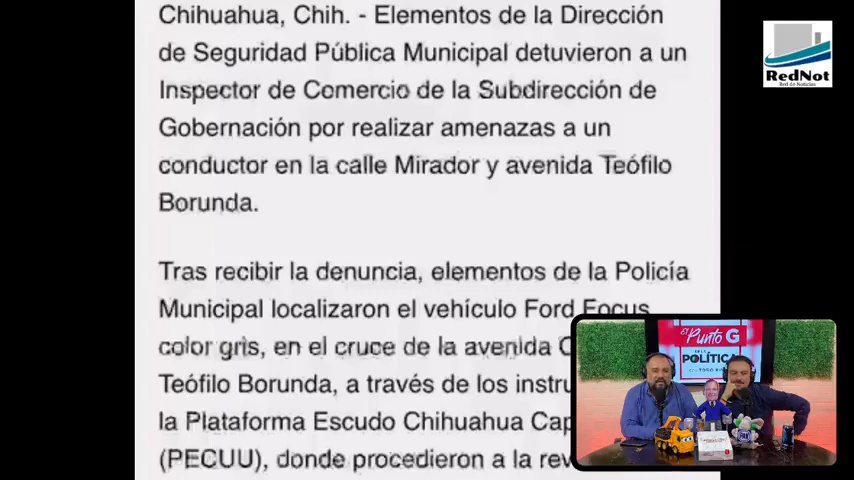 Chihuahua, Chih. - Elementos de la Dirección
de Seguridad Pública Municipal detuvieron a un
Inspector de Comercio de la Subdirección de
Gobernación por realizar amenazas a un
conductor en la calle Mirador y avenida Teófilo
Borunda.
Tras recibir la denuncia, elementos de la Policía
Municipal localizaron el vehículo Ford Focus
color gris, en el cruce de la avenida
Teófilo Borunda, a través de los
la Plataforma Escudo Chihuahua
(PECUU), donde procedieron a la
RedNot
Red de Noticias
El Punto G
POLÍTICA